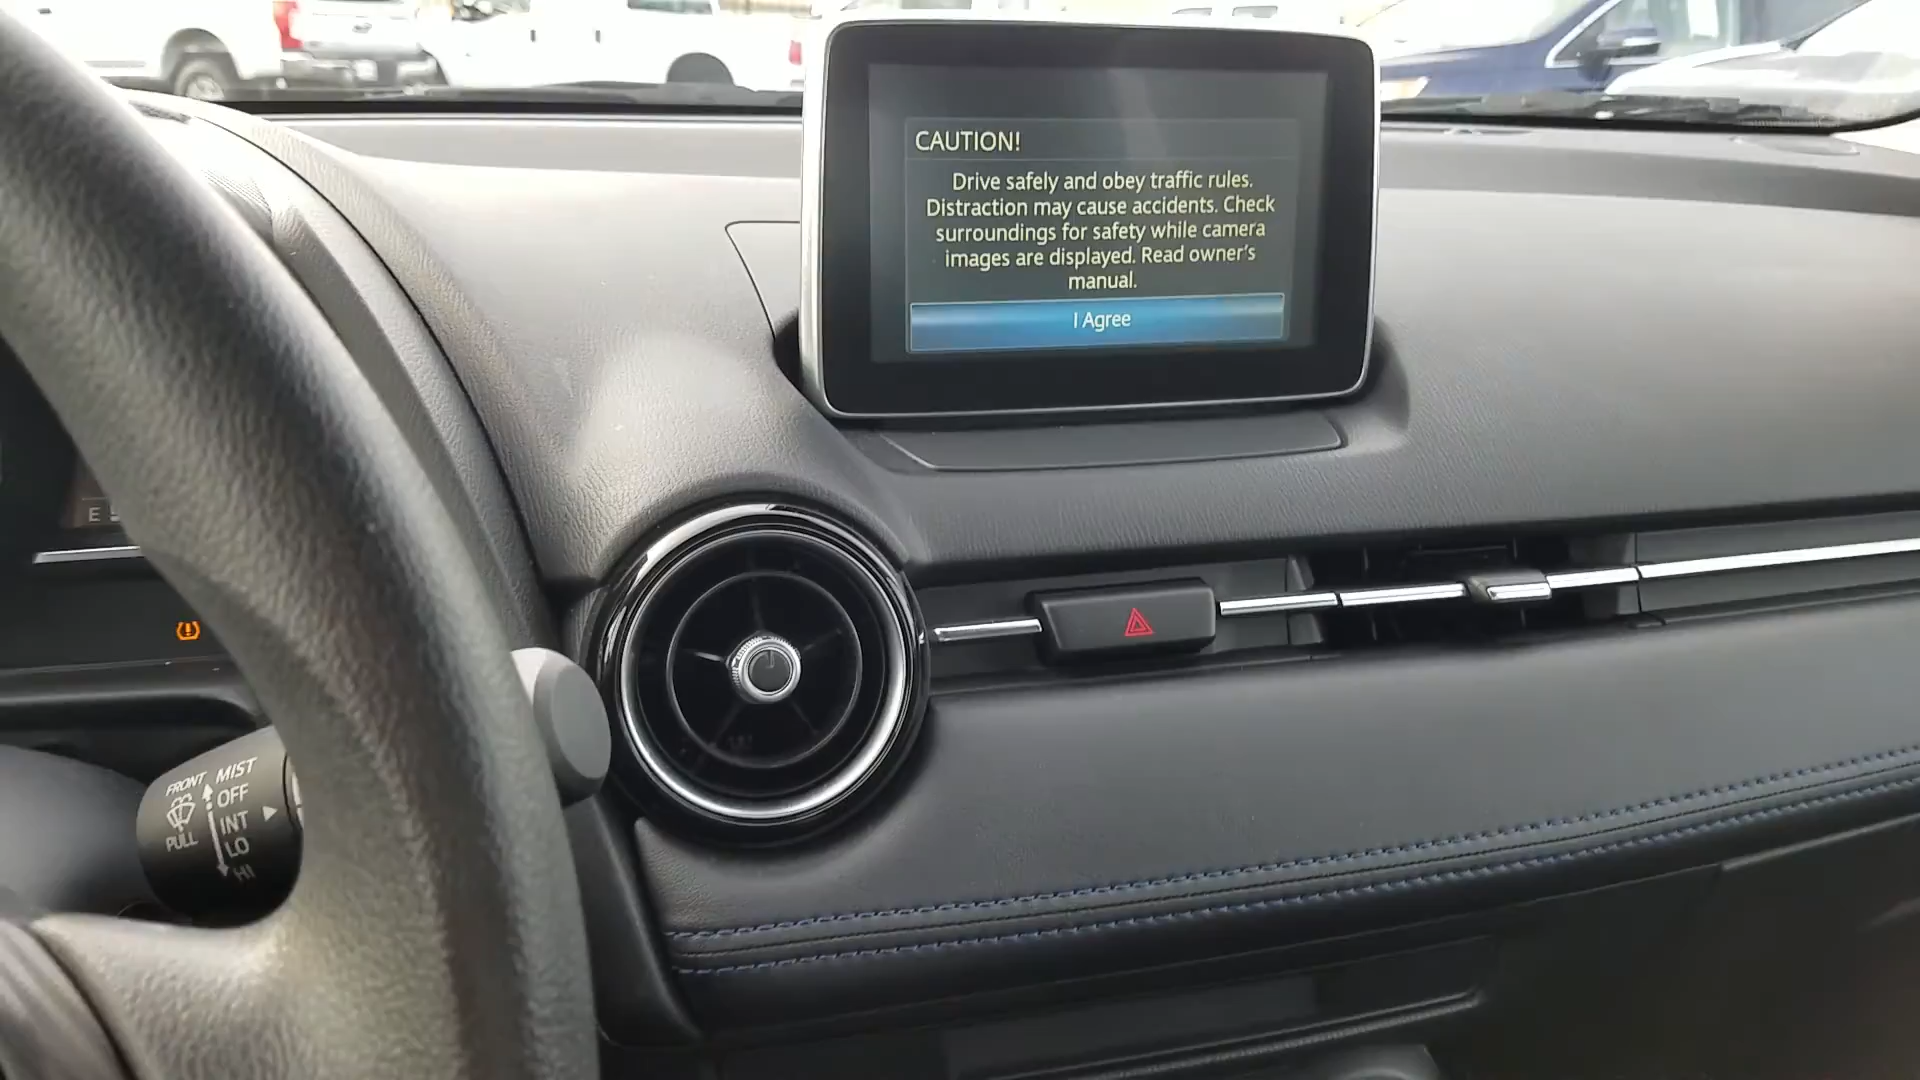 CAUTION!
Drive safely and obey traffic rules.
Distraction may cause accidents. Check
surroundings for safety while camera
images are displayed. Read owner's
manual.
I Agree
E
FRONT
PULL
MIST
OFF
INT
LO
HI